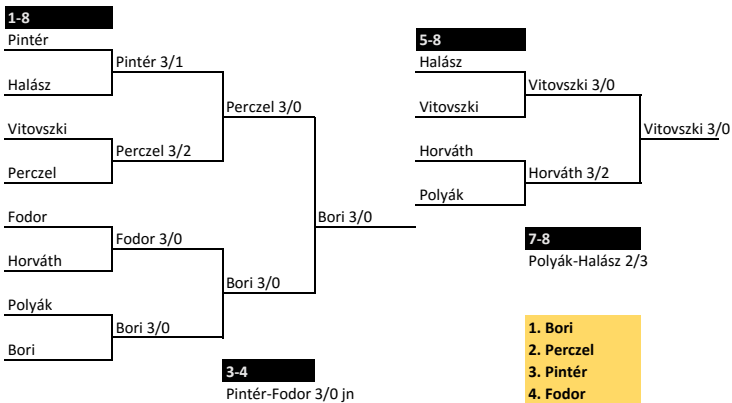 1-8
Pintér
Halász
Vitovszki
Perczel
Fodor
Horváth
Polyák
Bori
Pintér 3/1
Perczel 3/2
Fodor 3/0
Bori 3/0
Perczel 3/0
Bori 3/0
Bori 3/0
3-4
Pintér-Fodor 3/0 jn
5-8
Halász
Vitovszki
Horváth
Polyák
Vitovszki 3/0
Horváth 3/2
Vitovszki 3/0
7-8
Polyák-Halász 2/3
1. Bori
2. Perczel
3. Pintér
4. Fodor